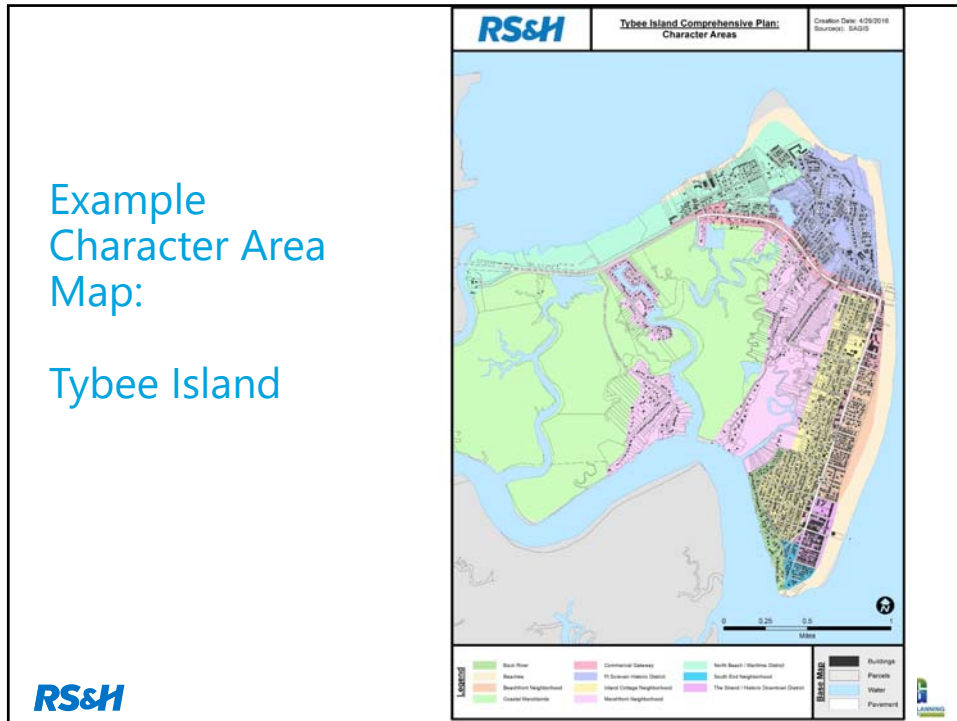 Example
Character Area
Map:
Tybee Island
RS&H
RS&H
Tybee Island Comprehensive Plan:
Character Areas
Creation Date: 4/29/2016
Source(s): SAGIS
0 0.25 0.5 1
Miles
Legend
Back River
Beaches
Beachfront Neighborhood
Coastal Marshlands
Commercial Gateway
Ft Screven Historic District
Inland Cottage Neighborhood
Marshfront Neighborhood
North Beach / Maritime District
South End Neighborhood
The Strand / Historic Downtown District
Base Map
Buildings
Parcels
Water
Pavement